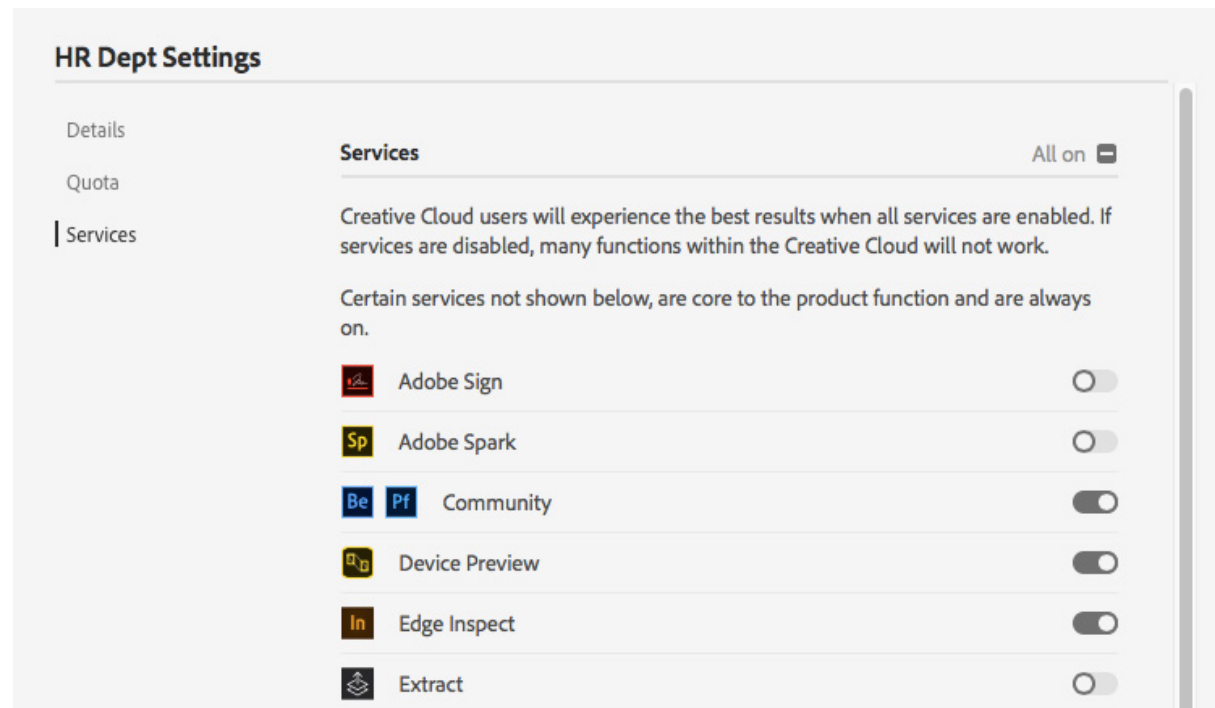 HR Dept Settings
Details
Quota
Services
Services
All on
Creative Cloud users will experience the best results when all services are enabled. If
services are disabled, many functions within the Creative Cloud will not work.
Certain services not shown below, are core to the product function and are always
on.
Adobe Sign
Sp Adobe Spark
Be Pf Community
Device Preview
In Edge Inspect
Extract